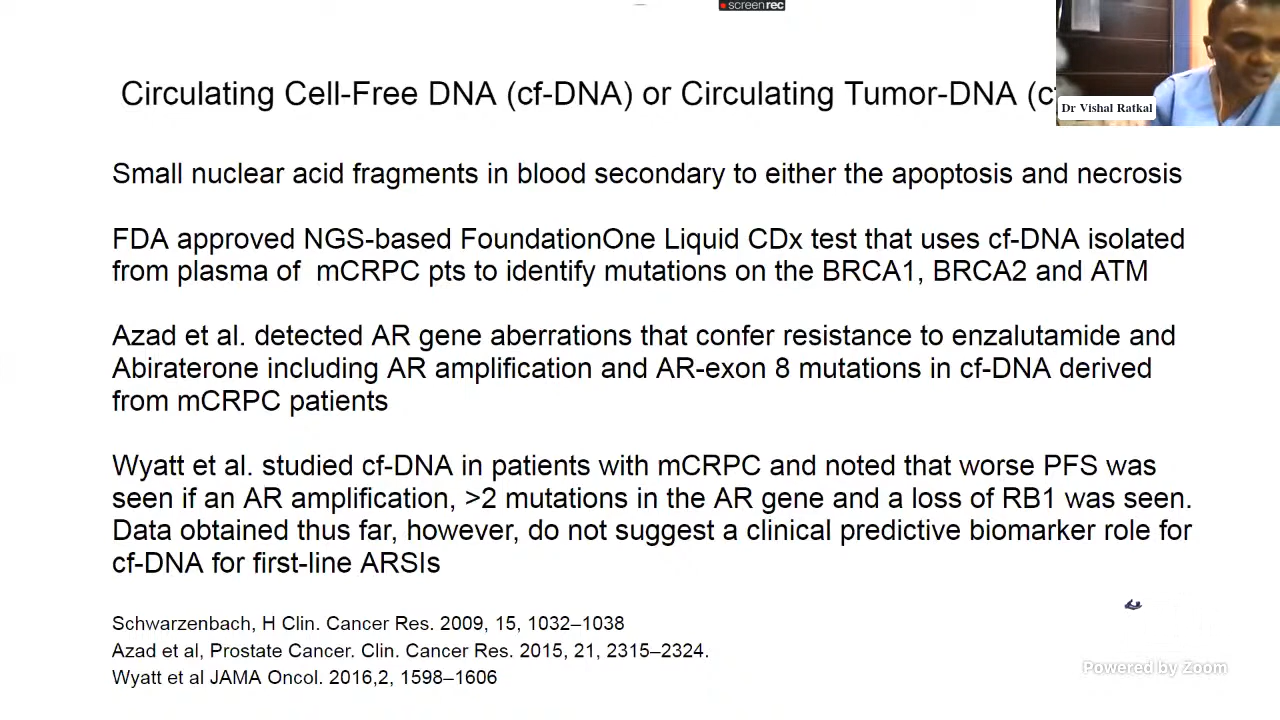 screenrec
Circulating Cell-Free DNA (cf-DNA) or Circulating Tumor-DNA
Dr Vishal Ratkal
Small nuclear acid fragments in blood secondary to either the apoptosis and necrosis
FDA approved NGS-based FoundationOne Liquid CDx test that uses cf-DNA isolated
from plasma of mCRPC pts to identify mutations on the BRCA1, BRCA2 and ATM
Azad et al. detected AR gene aberrations that confer resistance to enzalutamide and
Abiraterone including AR amplification and AR-exon 8 mutations in cf-DNA derived
from mCRPC patients
Wyatt et al. studied cf-DNA in patients with mCRPC and noted that worse PFS was
seen if an AR amplification, >2 mutations in the AR gene and a loss of RB1 was seen.
Data obtained thus far, however, do not suggest a clinical predictive biomarker role for
cf-DNA for first-line ARSIs
Schwarzenbach, H Clin. Cancer Res. 2009, 15, 1032–1038
Azad et al, Prostate Cancer. Clin. Cancer Res. 2015, 21, 2315–2324.
Wyatt et al JAMA Oncol. 2016,2, 1598–1606
Powered by Zoom